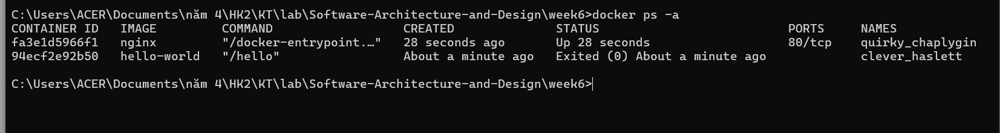 C:\Users\ACER\Documents\năm 4\HK2\KT\lab\Software-Architecture-and-Design\week6>docker ps -a
CONTAINER ID   IMAGE         COMMAND                  CREATED              STATUS                          PORTS     NAMES
fa3e1d5966f1   nginx         "/docker-entrypoint.…"   28 seconds ago       Up 28 seconds                   80/tcp    quirky_chaplygin
94ecf2e92b50   hello-world   "/hello"                 About a minute ago   Exited (0) About a minute ago             clever_haslett
C:\Users\ACER\Documents\năm 4\HK2\KT\lab\Software-Architecture-and-Design\week6>